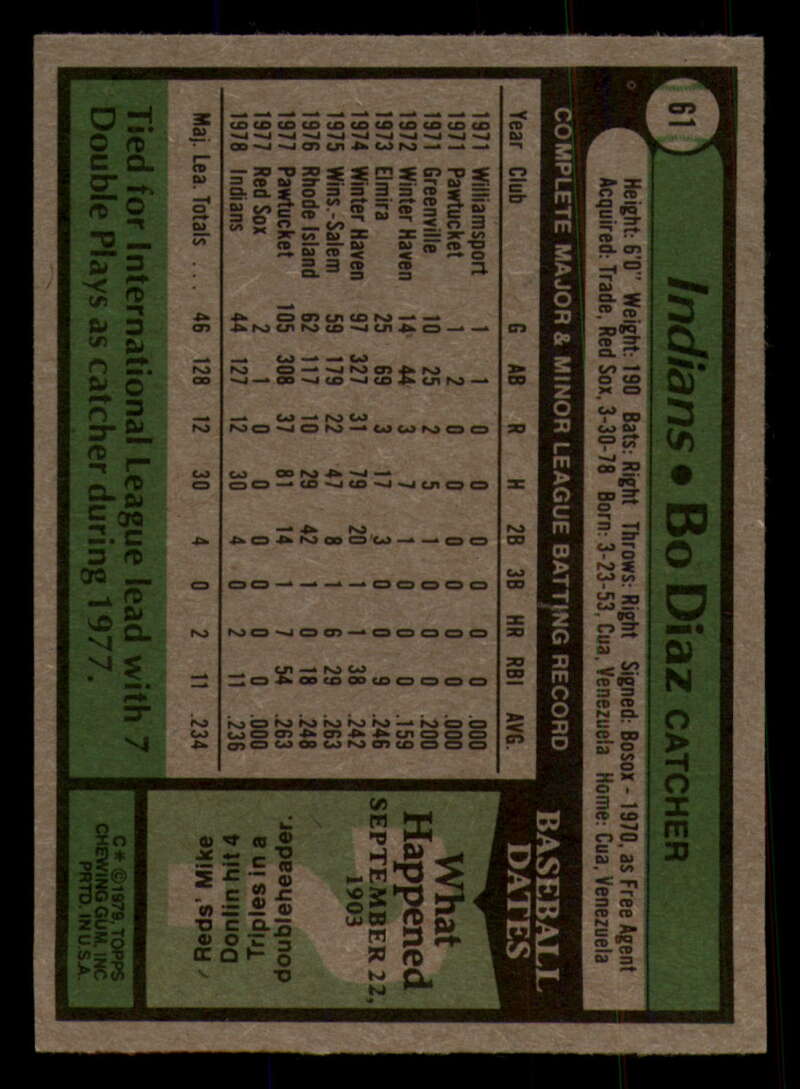 61
Indians • Bo Diaz CATCHER
Height: 6'0" Weight: 190 Bats: Right Throws: Right Signed: Bosox - 1970, as Free Agent
Acquired: Trade, Red Sox, 3-30-78 Born: 3-23-53, Cua, Venezuela Home: Cua, Venezuela
COMPLETE MAJOR & MINOR LEAGUE BATTING RECORD
Year Club G AB R H 2B 3B HR RBI AVG.
1971 Williamsport 1 1 0 0 0 0 0 0 .000
1971 Pawtucket 1 2 0 0 0 0 0 0 .000
1971 Greenville 10 25 2 5 1 0 0 0 .200
1972 Winter Haven 14 44 3 7 1 0 0 0 .159
1973 Elmira 25 69 3 17 3 0 0 9 .246
1974 Winter Haven 97 327 31 79 20 1 1 38 .242
1975 Wins.-Salem 59 179 22 47 8 1 6 29 .263
1976 Rhode Island 62 117 10 29 42 1 0 18 .248
1977 Pawtucket 105 308 37 81 14 1 7 54 .263
1977 Red Sox 2 1 0 0 0 0 0 0 .000
1978 Indians 44 127 12 30 4 0 2 11 .236
Maj. Lea. Totals . . . 46 128 12 30 4 0 2 11 .234
Tied for International League lead with 7
Double Plays as catcher during 1977.
BASEBALL
DATES
What
Happened
SEPTEMBER 22,
1903
Reds' Mike
Donlin hit 4
Triples in a
doubleheader.
C* ©1979, TOPPS
CHEWING GUM, INC
PRTD. IN U.S.A.